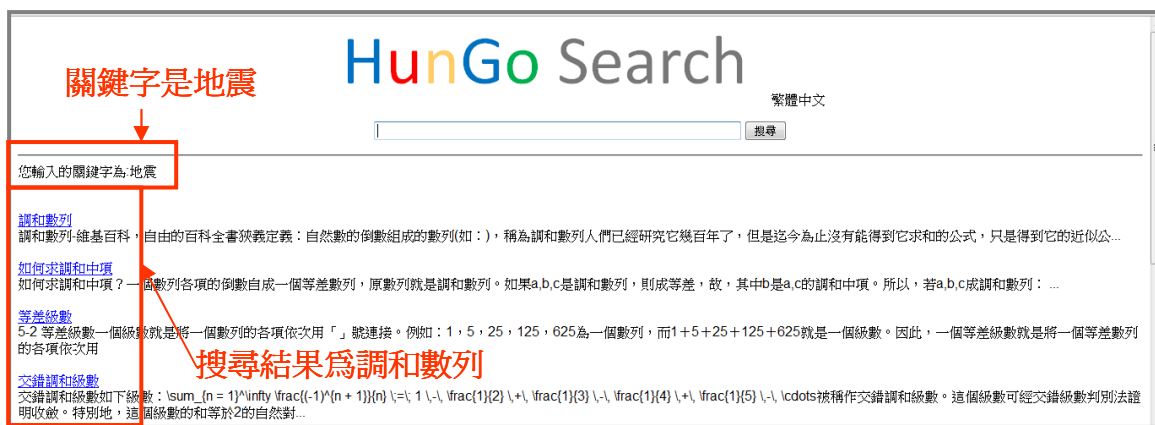 HunGo Search
關鍵字是地震
繁體中文
搜尋
您輸入的關鍵字為:地震
調和數列
調和數列-維基百科，自由的百科全書狹義定義：自然數的倒數組成的數列(如：)，稱為調和數列人們已經研究它幾百年了，但是迄今為止沒有能得到它求和的公式，只是得到它的近似公...
如何求調和中項
如何求調和中項？一個數列各項的倒數自成一個等差數列，原數列就是調和數列。如果a,b,c是調和數列，則成等差，故，其中b是a,c的調和中項。所以，若a,b,c成調和數列： ...
等差級數
5-2 等差級數一個級數就是將一個數列的各項依次用「」號連接。例如：1，5，25，125，625為一個數列，而1＋5＋25＋125＋625就是一個級數。因此，一個等差級數就是將一個等差數列
的各項依次用
搜尋結果為調和數列
交錯調和級數
交錯調和級數如下級數：\sum_{n = 1}^\infty \frac{(-1)^{n + 1}}{n} \;=\; 1 \,-\, \frac{1}{2} \,+\, \frac{1}{3} \,-\, \frac{1}{4} \,+\, \frac{1}{5} \,-\, \cdots被稱作交錯調和級數。這個級數可經交錯級數判別法證
明收斂。特別地，這個級數的和等於2的自然對...